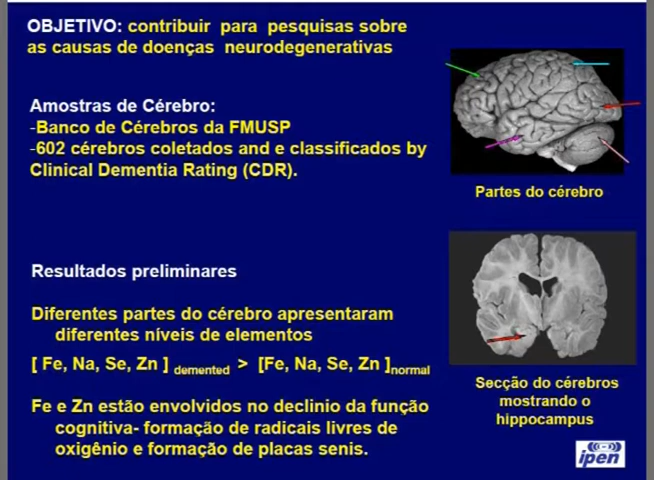 OBJETIVO: contribuir para pesquisas sobre
as causas de doenças neurodegenerativas
Amostras de Cérebro:
-Banco de Cérebros da FMUSP
-602 cérebros coletados and e classificados by
Clinical Dementia Rating (CDR).
Partes do cérebro
Resultados preliminares
Diferentes partes do cérebro apresentaram
diferentes níveis de elementos
[ Fe, Na, Se, Zn ] demented > [Fe, Na, Se, Zn ]normal
Fe e Zn estão envolvidos no declinio da função
cognitiva- formação de radicais livres de
oxigênio e formação de placas senis.
Secção do cérebros
mostrando o
hippocampus
ipen